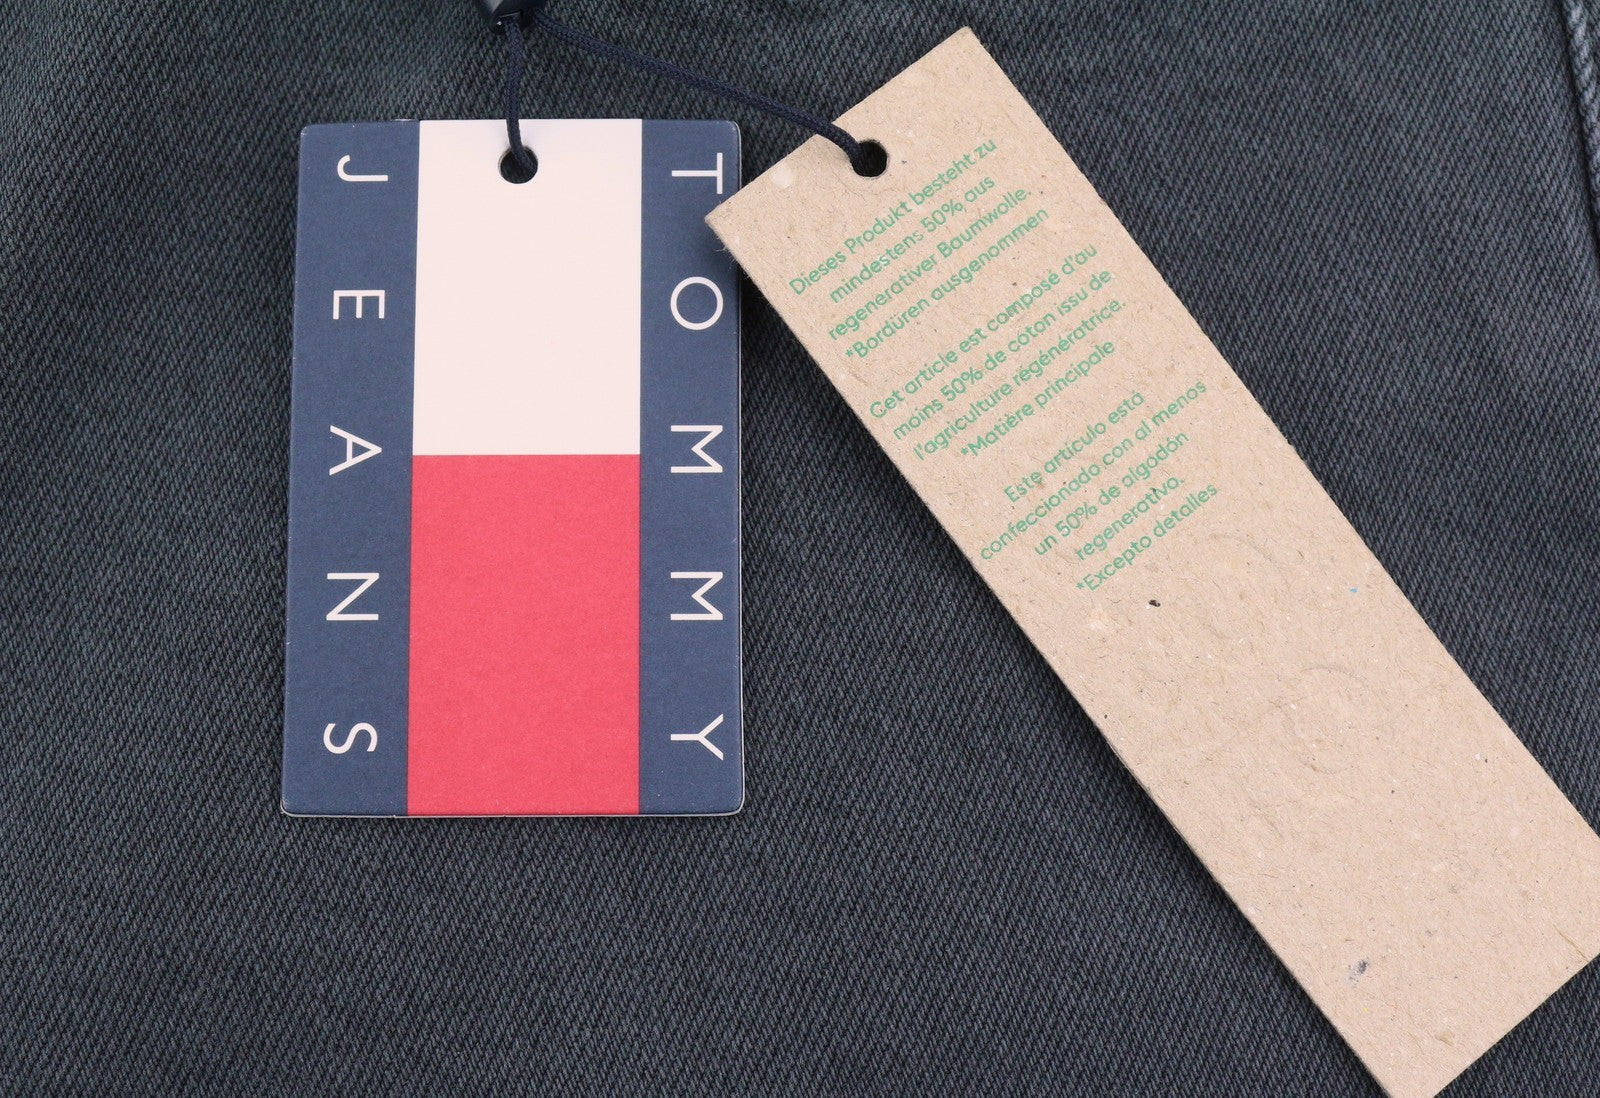 TOMMY
JEANS
Dieses Produkt besteht zu
mindestens 50% aus
regenerativer Baumwolle.
*Bordüren ausgenommen
Cet article est composé d'au
moins 50% de coton issu de
l'agriculture régénératrice.
*Matière principale
Este artículo está
confeccionado con al menos
un 50% de algodón
regenerativo.
*Excepto detalles